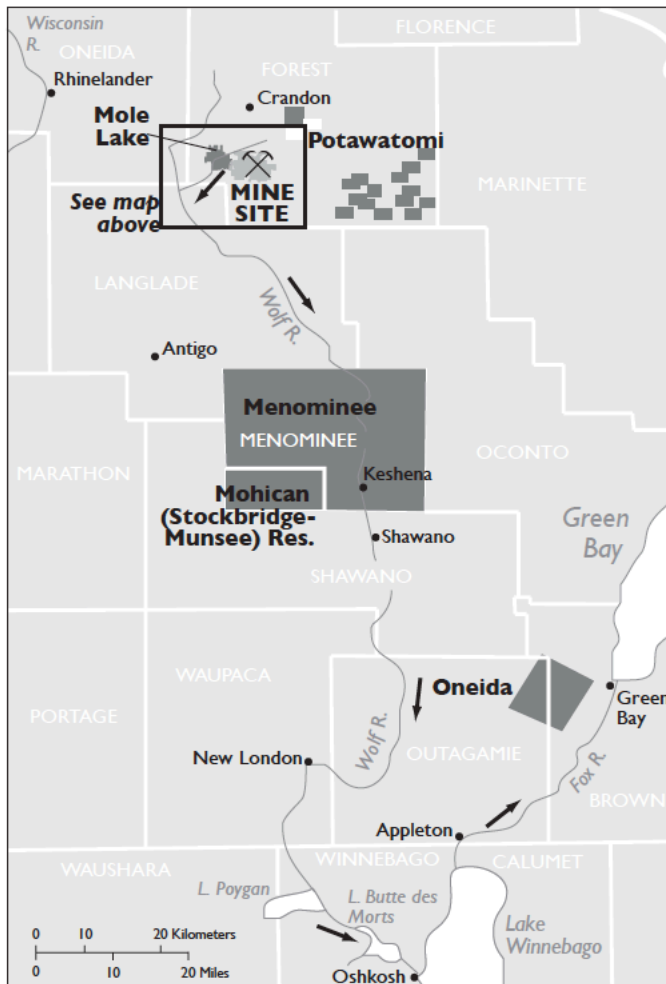 Wisconsin
R.
ONEIDA
FLORENCE
FOREST
Rhinelander
Crandon
Mole
Lake
Potawatomi
MARINETTE
MINE
SITE
See map
above
LANGLADE
Wolf R.
Antigo
Menominee
MENOMINEE
OCONTO
MARATHON
Keshena
Mohican
(Stockbridge-
Munsee) Res.
Green
Bay
Shawano
SHAWANO
WAUPACA
Oneida
PORTAGE
Green
Bay
Wolf R.
New London
OUTAGAMIE
Fox R.
BROWN
Appleton
WAUSHARA
WINNEBAGO
CALUMET
L. Poygan
L. Butte des
Morts
Lake
Winnebago
0 10 20 Kilometers
0 10 20 Miles
Oshkosh